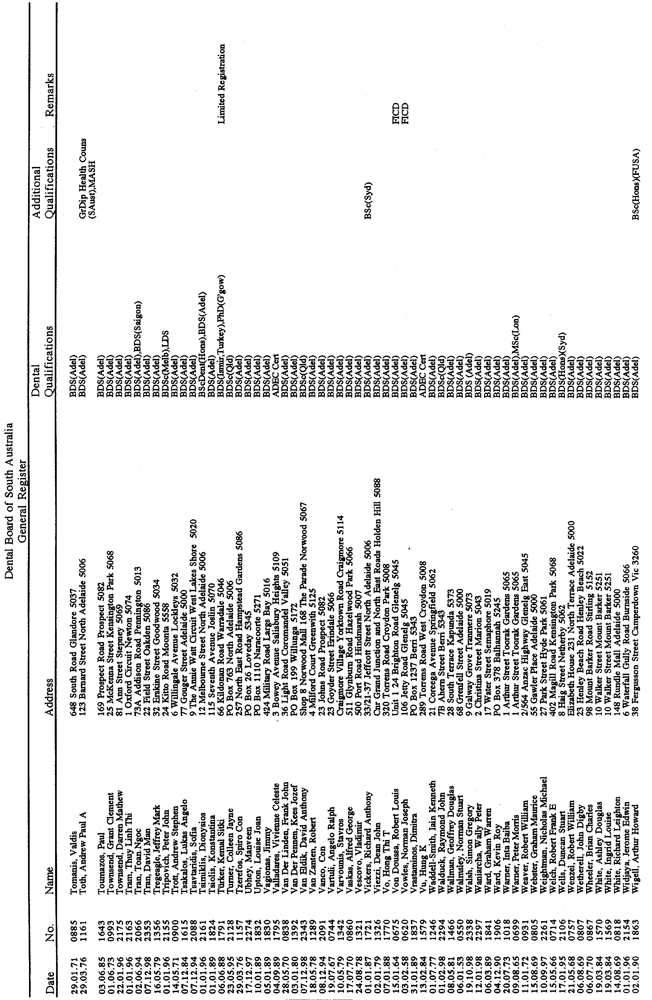 Dental Board of South Australia
General Register
Date No. Name Address Dental Qualifications Additional Qualifications Remarks
29.01.71 0885 Tomanis, Valdis 648 South Road Glandore 5037 BDS(Adel)
29.03.76 1161 Toth, Andrew Paul A 123 Barnard Street North Adelaide 5006 BDS(Adel) GrDip Health Couns
(SAust),MASH
03.06.85 1643 Toumazos, Paul 169 Prospect Road Prospect 5082 BDS(Adel)
01.06.73 0993 Townsend, Grant Clement 25 McKenna Street Kensington Park 5068 BDS(Adel)
22.01.96 2175 Townsend, Darren Mathew 81 Ann Street Stepney 5069 BDS(Adel)
01.01.96 2163 Tram, Thuy Linh Thi 1 Oxford Circuit Newton 5074 BDS(Adel)
02.06.94 2066 Tran, Toan Ngoc 73A Addison Road Pennington 5013 BDS(Adel),BDS(Saigon)
07.12.98 2353 Tran, David Man 22 Field Street Oakden 5086 BDS(Adel)
16.05.79 1356 Tregeagle, Jeffrey Mark 32 Erskine Street Goodwood 5034 BDS(Adel)
01.01.96 2155 Tripovich, Peter John 24 Kitto Road Moonta 5558 BDSc(Melb),LDS
14.05.71 0900 Trott, Andrew Stephen 6 Willingale Avenue Lockleys 5032 BDS(Adel)
07.12.84 1615 Tsakalos, Lukas Angelo 77 Gouger Street Adelaide 5000 BDS(Adel)
07.12.94 2088 Tsavtaridis, Sofia 9 The Annie Watt Circuit West Lakes Shore 5020 BDS(Adel)
01.01.96 2161 Tsimiklis, Dionysios 12 Melbourne Street North Adelaide 5006 BScDent(Hons),BDS(Adel)
01.01.89 1824 Tsiolis, Konstantina 115 Seventh Avenue Joslin 5070 BDS(Adel)
06.06.88 1791 Türker, Kemal Sitki 66 Kildonan Road Warradale 5046 BDS(Ismir,Turkey),PhD(G'gow) Limited Registration
23.05.95 2128 Turner, Colleen Jayne PO Box 763 North Adelaide 5006 BDSc(Qld)
29.03.76 1157 Tzerefos, Spiro Con 257 North East Road Hampstead Gardens 5086 BDS(Adel)
17.12.97 2274 Ubhey, Manveen PO Box 26 Loveday 5345 BDS(Adel)
10.01.89 1832 Upton, Louise Joan PO Box 1110 Naracoorte 5271 BDS(Adel)
05.01.89 1830 Vagionas, Jimmy 424 Military Road Largs Bay 5016 BDS(Adel)
04.09.89 1795 Valladares, Vivienne Celeste 3 Bowey Avenue Salisbury Heights 5109 ADEC Cert
28.05.70 0838 Van Der Linden, Frank John 36 Light Road Coromandel Valley 5051 BDS(Adel)
03.01.80 1392 Van Der Pennen, Kees Jozef PO Box 199 Willunga 5172 BDS(Adel)
07.12.98 2343 Van Eldik, David Anthony Shop 8 Norwood Mall 168 The Parade Norwood 5067 BDSc(Qld)
18.05.78 1289 Van Zanten, Robert 4 Milford Court Greenwith 5125 BDS(Adel)
08.12.94 2091 Vanco, Con 23 Johns Road Prospect 5082 BDS(Adel)
19.07.67 0744 Vartuli, Angelo Ralph 23 Goyder Street Erindale 5066 BDS(Adel)
10.05.79 1342 Varvounis, Stavros Craigmore Village Yorktown Road Craigmore 5114 BDS(Adel)
17.07.70 0860 Vaskas, Alfred George 511 Glynburn Road Hazelwood Park 5066 BDS(Adel)
24.08.78 1321 Vescovo, Vladimir 500 Port Road Hindmarsh 5007 BDS(Adel)
01.01.87 1721 Vickers, Richard Anthony 33/21-37 Jeffcott Street North Adelaide 5006 BDS(Adel) BSc(Syd)
02.01.79 1326 Viezzi, Dean John Cnr Grand Junction and North East Roads Holden Hill 5088 BDS(Adel)
07.01.88 1770 Vo, Hong Thi T 320 Torrens Road Croydon Park 5008 BDS(Adel)
15.01.64 0675 Von Doussa, Robert Louis Unit 1 24 Brighton Road Glenelg 5045 BDS(Adel) FICD
03.02.58 0620 Vowles, Norman Joseph 106 Jetty Road Glenelg 5045 BDS(Adel) FICD
31.01.89 1837 Vrastaminos, Dimitra PO Box 1237 Berri 5343 BDS(Adel)
13.02.84 1579 Vu, Hung K 289 Torrens Road West Croydon 5008 ADEC Cert
01.07.77 1246 Waddell-Smith, Iain Kenneth 21 Coreega Avenue Springfield 5062 BDS(Adel)
01.02.98 2294 Walduck, Raymond John 7B Ahern Street Berri 5343 BDSc(Qld)
08.05.81 1466 Wallman, Geoffrey Douglas 28 South Terrace Kapunda 5373 BDS(Adel)
06.01.53 0550 Walmsley, Norman Stuart 68 Grenfell Street Adelaide 5000 BDS(Adel)
19.10.98 2338 Walsh, Simon Gregory 9 Galway Grove Tranmere 5073 BDS (Adel)
12.01.98 2297 Waniarcha, Wally Peter 2 Christina Street Marion 5043 BDS(Adel)
06.03.89 1841 Ward, Graham Warren 17 Water Street Semaphore 5019 BDS(Adel)
04.12.90 1906 Ward, Kevin Roy PO Box 378 Balhannah 5245 BDS(Adel)
20.07.73 1018 Warner, Inta Baiba 1 Arthur Street Toorak Gardens 5065 BDS(Adel)
09.08.65 0699 Warner, Peter Morris 1 Arthur Street Toorak Gardens 5065 BDS(Adel),MSc(Lon)
11.01.72 0931 Weaver, Robert William 2/564 Anzac Highway Glenelg East 5045 BDS(Adel)
15.08.69 0805 Webster, Graham Maurice 55 Gawler Place Adelaide 5000 BDS(Adel)
10.09.97 2261 Weightman, Nicholas Michael 27 Park Street Hyde Park 5061 BDS(Adel)
15.05.66 0714 Welch, Robert Frank E 402 Magill Road Kensington Park 5068 BDS(Adel)
17.01.95 2106 Wells, Duncan Stuart 8 Haig Street Netherby 5062 BDS(Hons)(Syd)
21.05.68 0757 Wenzel, Robert William Elizabeth House 231 North Terrace Adelaide 5000 BDS(Adel)
06.08.69 0807 Wetherell, John Digby 23 Henley Beach Road Henley Beach 5022 BDS(Adel)
06.07.70 0867 Wheeler, Brian Charles 98 Mount Barker Road Stirling 5152 BDS(Adel)
19.03.84 1570 White, Ashley Douglas 10 Walker Street Mount Barker 5251 BDS(Adel)
19.03.84 1569 White, Ingrid Louise 10 Walker Street Mount Barker 5251 BDS(Adel)
14.08.69 0818 White, Richard Leighton 148 Rundle Mall Adelaide 5000 BDS(Adel)
01.01.96 2154 Widjaya, Jerome Edwin 6 Waterfall Gully Road Burnside 5066 BDS(Adel)
02.01.90 1863 Wigell, Arthur Howard 38 Fergusson Street Camperdown Vic 3260 BDS(Adel) BSc(Hons)(FUSA)